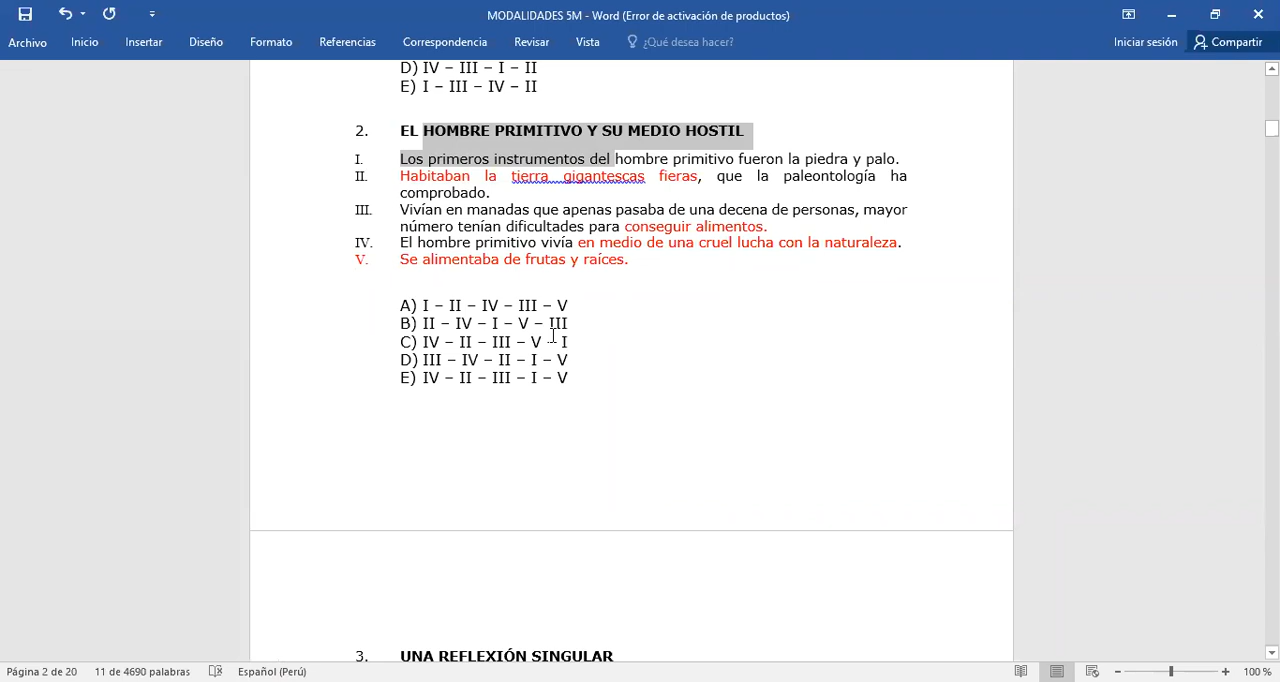 MODALIDADES 5M - Word (Error de activación de productos)
Archivo Inicio Insertar Diseño Formato Referencias Correspondencia Revisar Vista ¿Qué desea hacer? Iniciar sesión Compartir
D) IV – III – I – II
E) I – III – IV – II
2. EL HOMBRE PRIMITIVO Y SU MEDIO HOSTIL
I. Los primeros instrumentos del hombre primitivo fueron la piedra y palo.
II. Habitaban la tierra gigantescas fieras, que la paleontología ha
comprobado.
III. Vivían en manadas que apenas pasaba de una decena de personas, mayor
número tenían dificultades para conseguir alimentos.
IV. El hombre primitivo vivía en medio de una cruel lucha con la naturaleza.
V. Se alimentaba de frutas y raíces.
A) I – II – IV – III – V
B) II – IV – I – V – III
C) IV – II – III – V – I
D) III – IV – II – I – V
E) IV – II – III – I – V
3. UNA REFLEXIÓN SINGULAR
Página 2 de 20 11 de 4690 palabras Español (Perú) 100 %